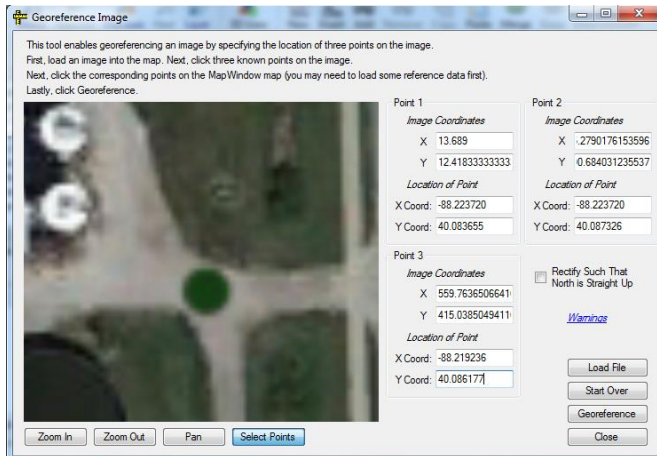 Georeference Image
This tool enables georeferencing an image by specifying the location of three points on the image.
First, load an image into the map. Next, click three known points on the image.
Next, click the corresponding points on the MapWindow map (you may need to load some reference data first).
Lastly, click Georeference.
Point 1
Image Coordinates
X 13.689
Y 12.41833333333
Location of Point
X Coord: -88.223720
Y Coord: 40.083655
Point 2
Image Coordinates
X .2790176153596
Y 0.684031235537
Location of Point
X Coord: -88.223720
Y Coord: 40.087326
Point 3
Image Coordinates
X 559.7636506641
Y 415.0385049411
Location of Point
X Coord: -88.219236
Y Coord: 40.086177
Rectify Such That
North is Straight Up
Warnings
Load File
Start Over
Georeference
Close
Zoom In Zoom Out Pan Select Points